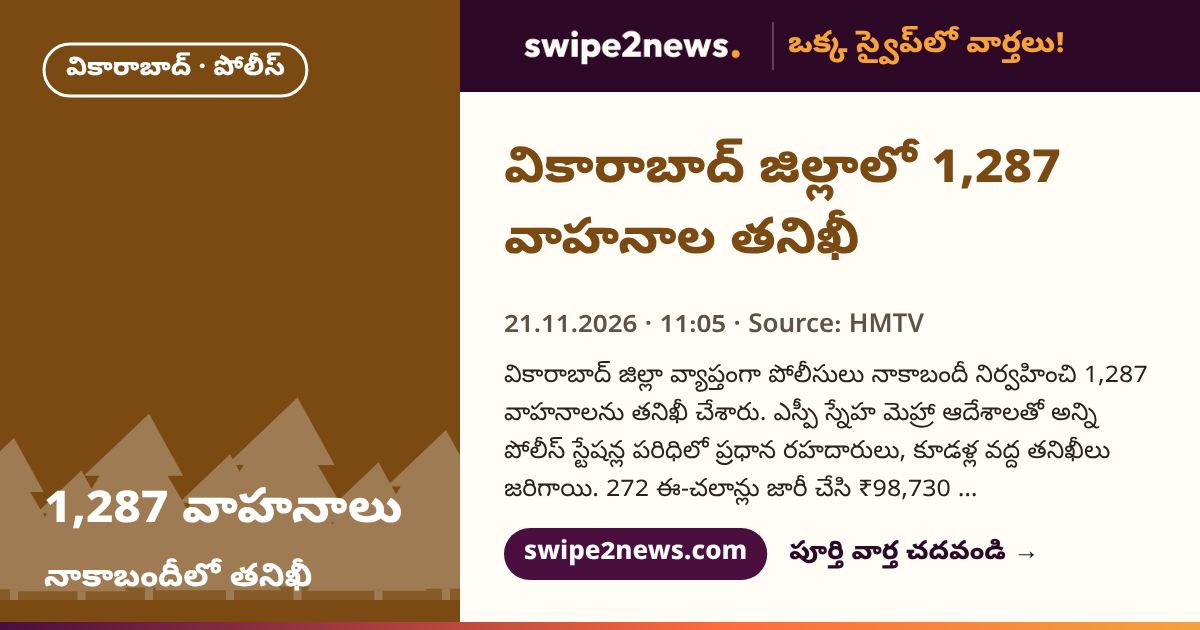 వికారాబాద్ · పోలీస్
1,287 వాహనాలు
నాకాబందీలో తనిఖీ
swipe2news.
ఒక్క స్వైప్‌లో వార్తలు!
వికారాబాద్ జిల్లాలో 1,287
వాహనాల తనిఖీ
21.11.2026 · 11:05 · Source: HMTV
వికారాబాద్ జిల్లా వ్యాప్తంగా పోలీసులు నాకాబందీ నిర్వహించి 1,287
వాహనాలను తనిఖీ చేశారు. ఎస్పీ స్నేహ మెహ్రా ఆదేశాలతో అన్ని
పోలీస్ స్టేషన్ల పరిధిలో ప్రధాన రహదారులు, కూడళ్ల వద్ద తనిఖీలు
జరిగాయి. 272 ఈ-చలాన్లు జారీ చేసి ₹98,730 ...
swipe2news.com
పూర్తి వార్త చదవండి →